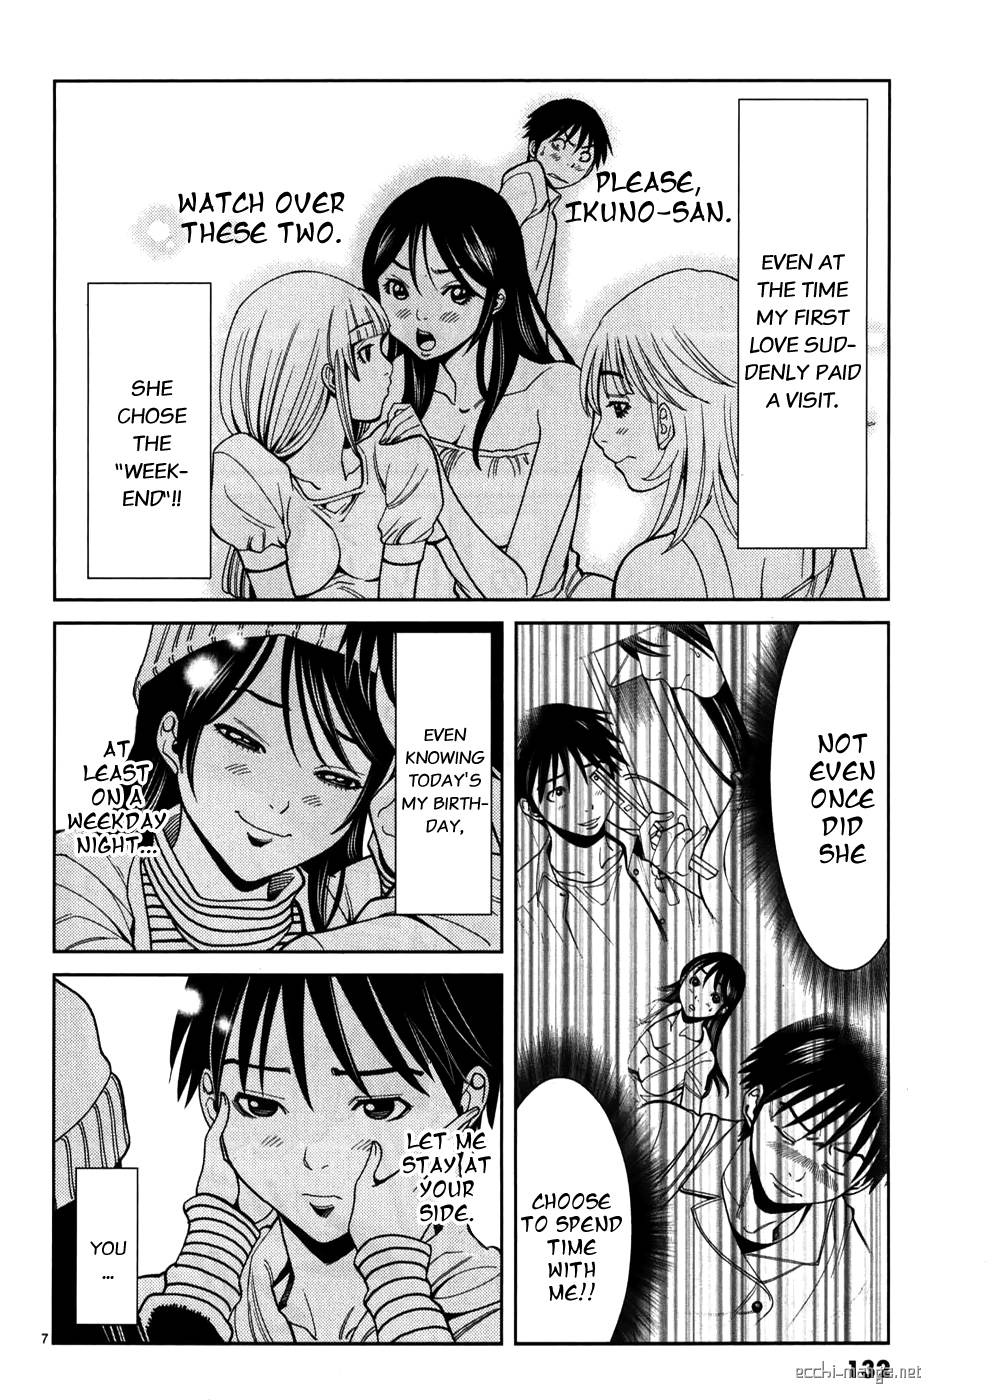 EVEN AT
THE TIME
MY FIRST
LOVE SUD-
DENLY PAID
A VISIT.
PLEASE,
IKUNO-SAN.
WATCH OVER
THESE TWO.
SHE
CHOSE
THE
"WEEK-
END"!!
NOT
EVEN
ONCE
DID
SHE
CHOOSE
TO SPEND
TIME
WITH
ME!!
EVEN
KNOWING
TODAY'S
MY BIRTH-
DAY,
AT
LEAST
ON A
WEEKDAY
NIGHT...
LET ME
STAY AT
YOUR
SIDE.
YOU
...
7
132
ecchi-manga.net